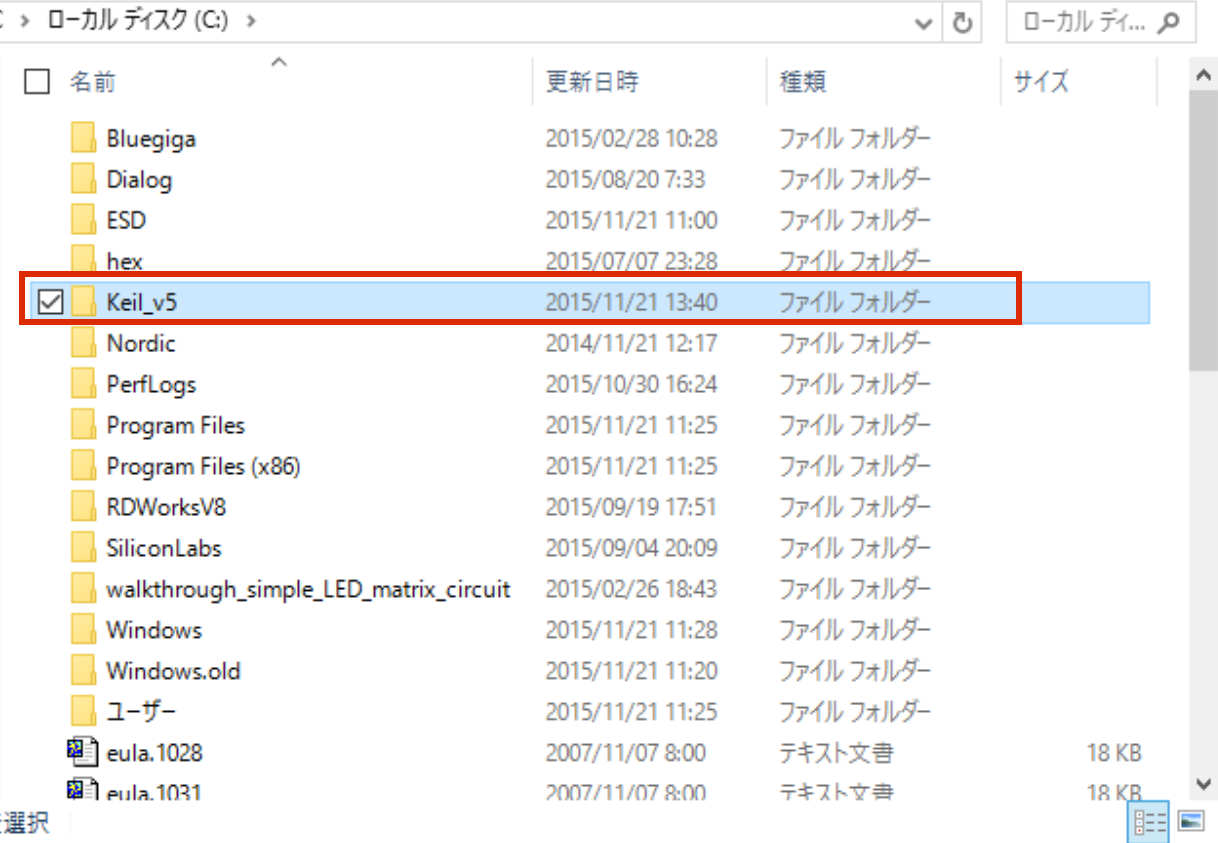 ローカル ディスク (C:)
ローカル ディ...
名前 更新日時 種類 サイズ
Bluegiga 2015/02/28 10:28 ファイル フォルダー
Dialog 2015/08/20 7:33 ファイル フォルダー
ESD 2015/11/21 11:00 ファイル フォルダー
hex 2015/07/07 23:28 ファイル フォルダー
Keil_v5 2015/11/21 13:40 ファイル フォルダー
Nordic 2014/11/21 12:17 ファイル フォルダー
PerfLogs 2015/10/30 16:24 ファイル フォルダー
Program Files 2015/11/21 11:25 ファイル フォルダー
Program Files (x86) 2015/11/21 11:25 ファイル フォルダー
RDWorksV8 2015/09/19 17:51 ファイル フォルダー
SiliconLabs 2015/09/04 20:09 ファイル フォルダー
walkthrough_simple_LED_matrix_circuit 2015/02/26 18:43 ファイル フォルダー
Windows 2015/11/21 11:28 ファイル フォルダー
Windows.old 2015/11/21 11:20 ファイル フォルダー
ユーザー 2015/11/21 11:25 ファイル フォルダー
eula.1028 2007/11/07 8:00 テキスト文書 18 KB
eula.1031 2007/11/07 8:00 テキスト文書 18 KB
選択